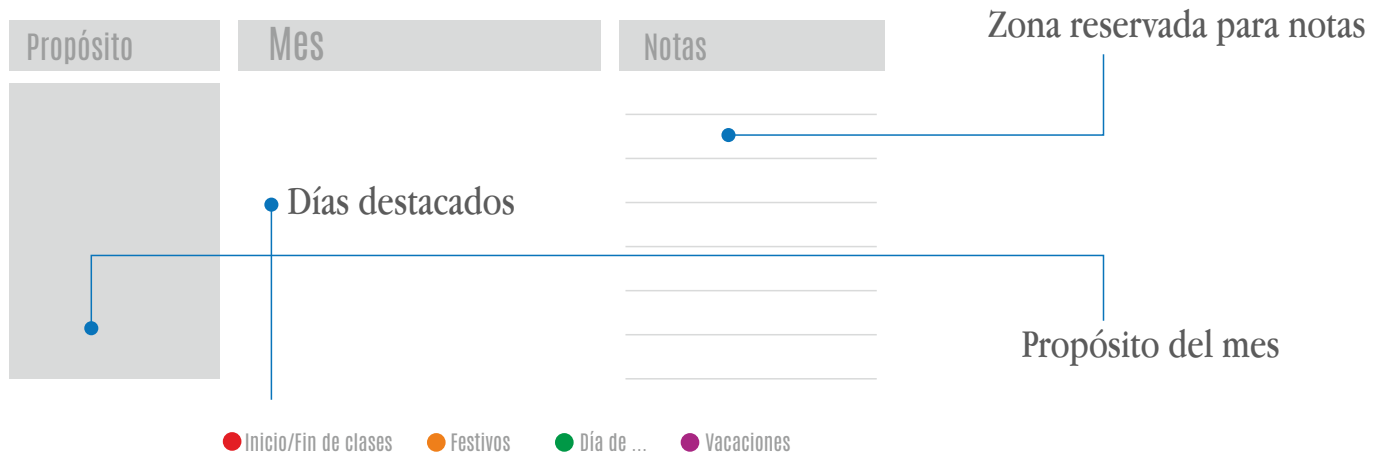 Propósito
Mes
Notas
Zona reservada para notas
Días destacados
Propósito del mes
Inicio/Fin de clases
Festivos
Día de ...
Vacaciones